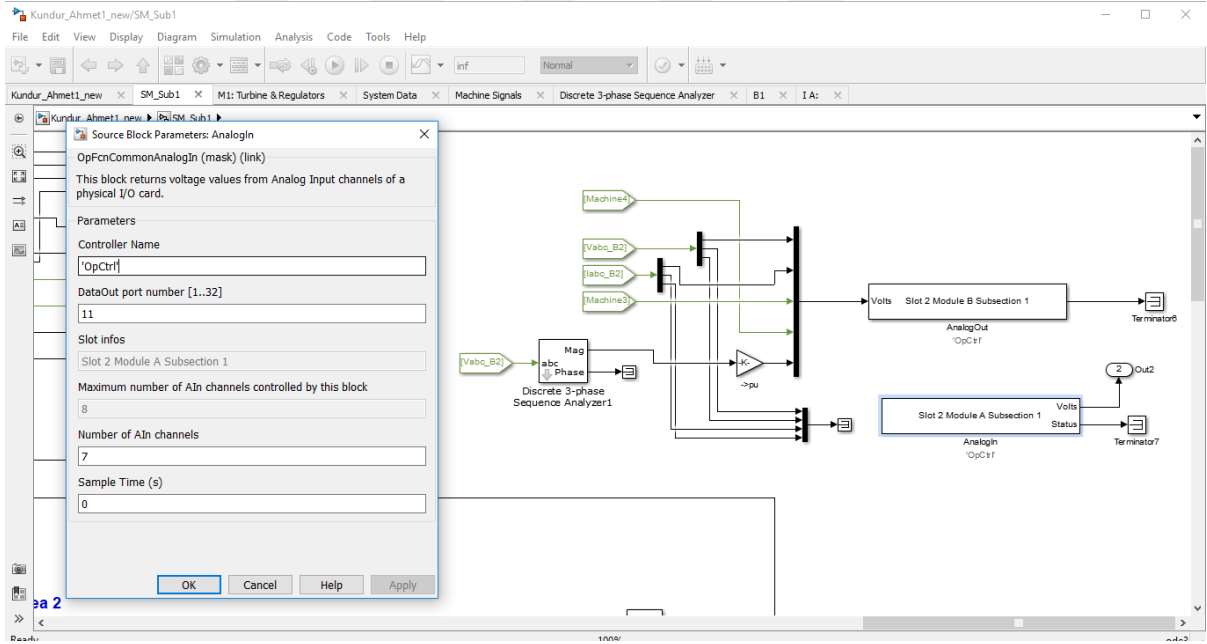 Kundur_Ahmet1_new/SM_Sub1
File Edit View Display Diagram Simulation Analysis Code Tools Help
inf
Normal
Kundur_Ahmet1_new
SM_Sub1
M1: Turbine & Regulators
System Data
Machine Signals
Discrete 3-phase Sequence Analyzer
B1
I A:
Kundur_Ahmet1_new
SM_Sub1
Source Block Parameters: AnalogIn
OpFcnCommonAnalogIn (mask) (link)
This block returns voltage values from Analog Input channels of a
physical I/O card.
Parameters
Controller Name
'OpCtrl'
DataOut port number [1..32]
11
Slot infos
Slot 2 Module A Subsection 1
Maximum number of AIn channels controlled by this block
8
Number of AIn channels
7
Sample Time (s)
0
OK Cancel Help Apply
[Machine4]
[Vabc_B2]
[Iabc_B2]
[Machine3]
[Vabc_B2]
abc
Mag
Phase
Discrete 3-phase
Sequence Analyzer1
-K-
->pu
Volts
Slot 2 Module B Subsection 1
AnalogOut
'OpCtrl'
Terminator6
2
Out2
Slot 2 Module A Subsection 1
Volts
Status
AnalogIn
'OpCtrl'
Terminator7
ea 2
Ready
100%